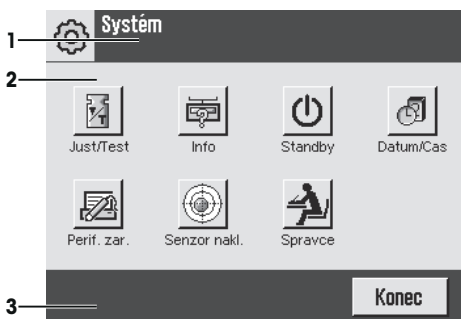 Systém
1
2
Just/Test
Info
Standby
Datum/Cas
Perif. zar.
Senzor nakl.
Spravce
3
Konec